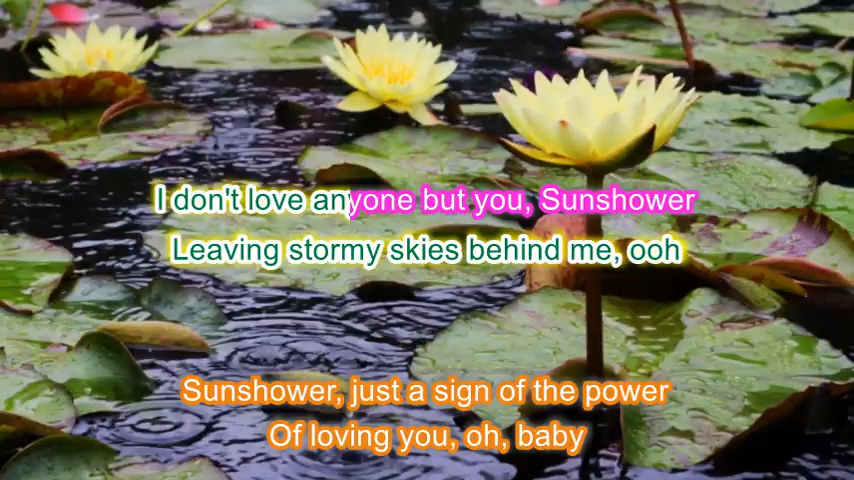 I don't love anyone but you, Sunshower
Leaving stormy skies behind me, ooh
Sunshower, just a sign of the power
Of loving you, oh, baby